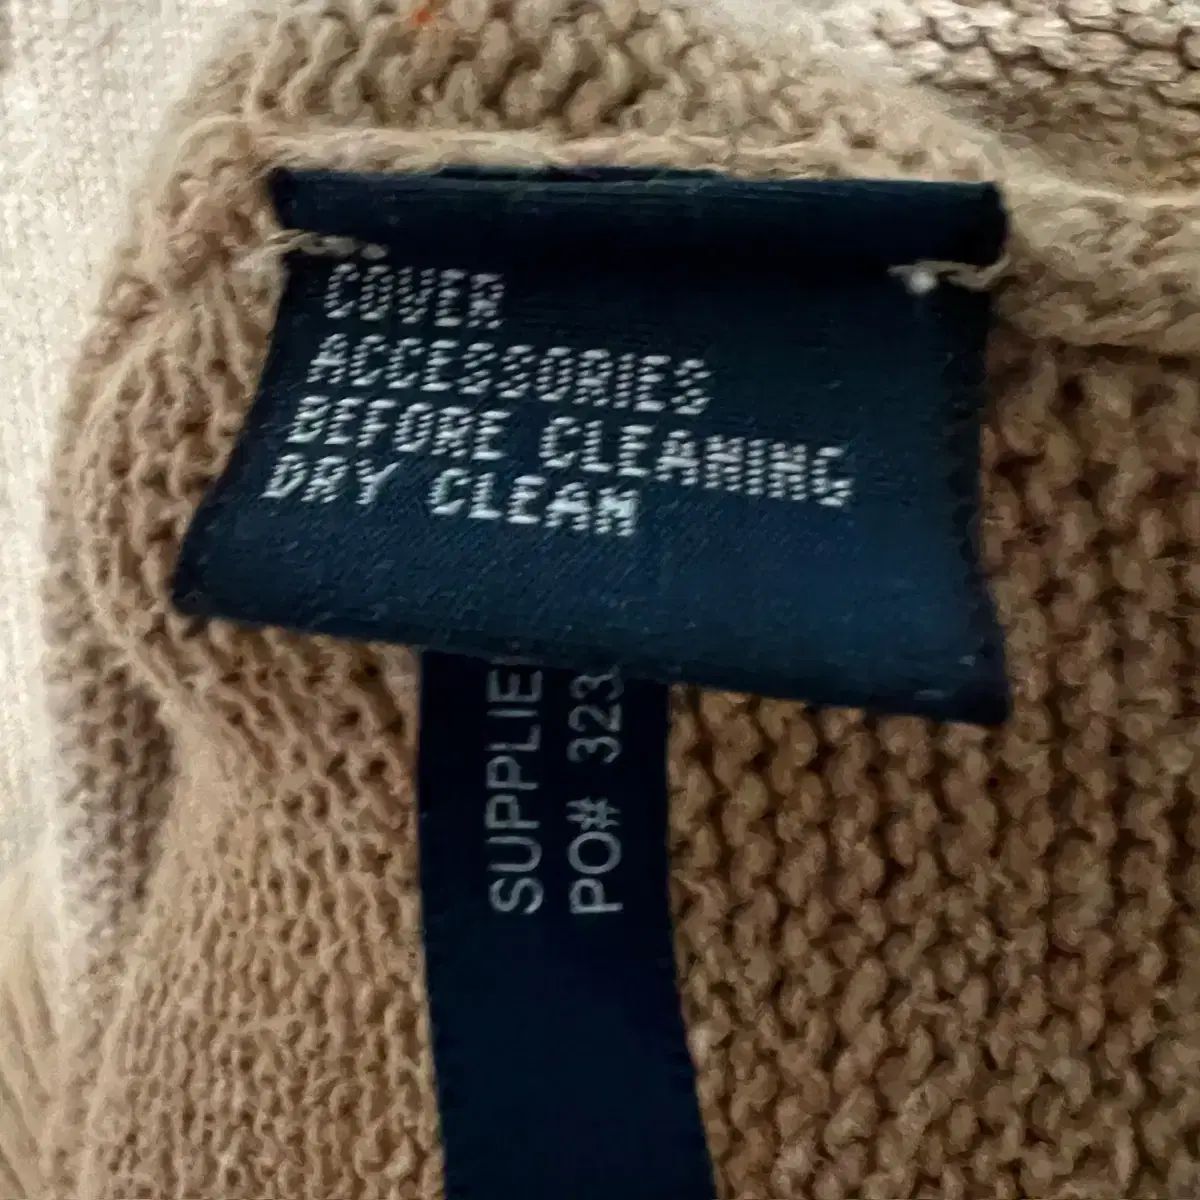 COVER
ACCESSORIES
BEFORE CLEANING
DRY CLEAN
SUPPLIE
PO# 323